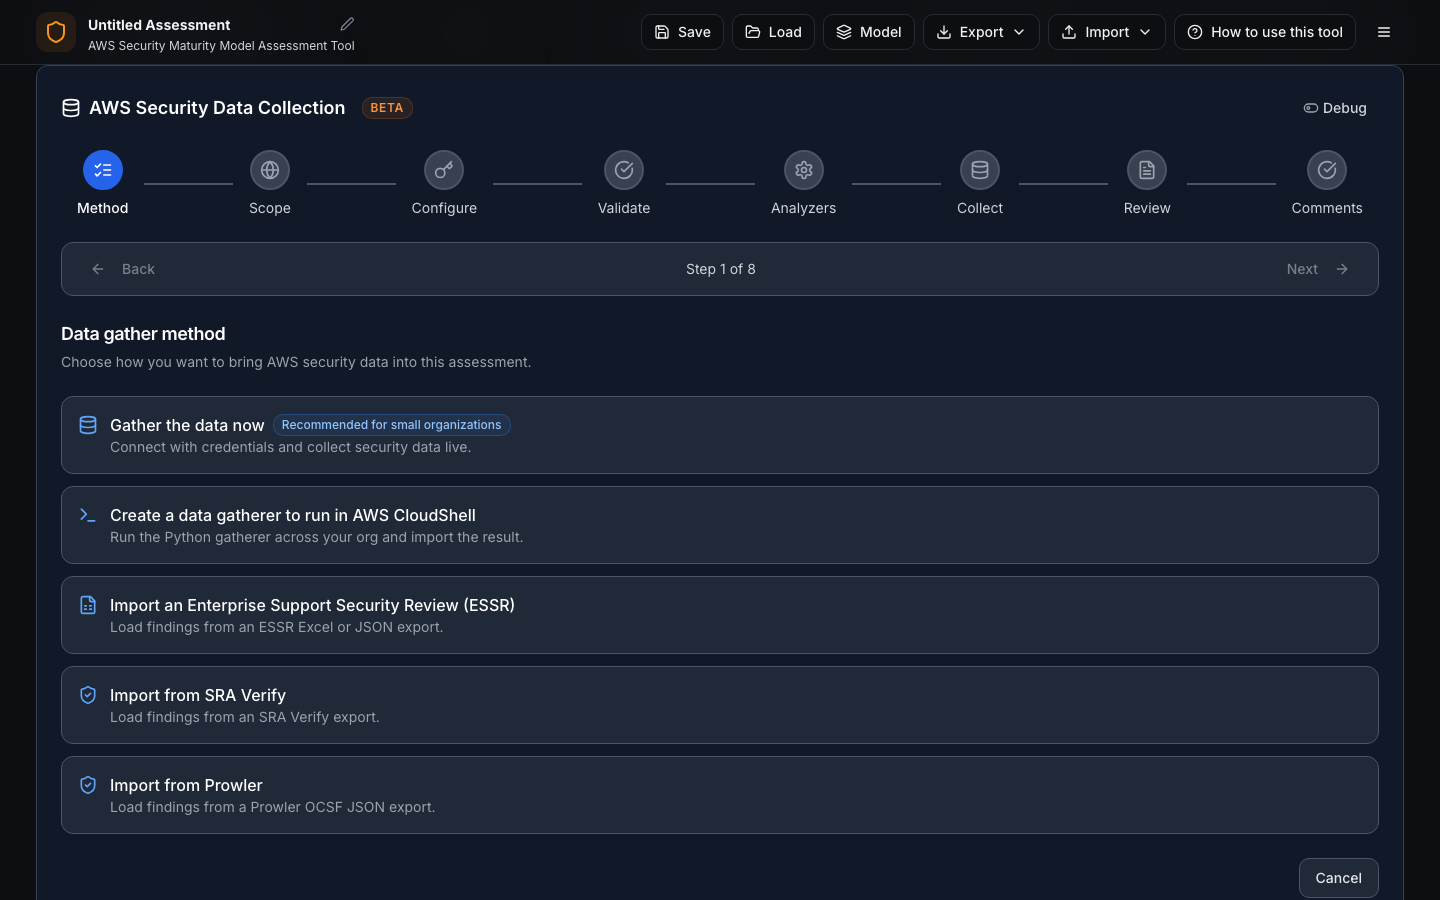 Untitled Assessment
AWS Security Maturity Model Assessment Tool
Save
Load
Model
Export
Import
How to use this tool
AWS Security Data Collection
BETA
Debug
Method
Scope
Configure
Validate
Analyzers
Collect
Review
Comments
Back
Step 1 of 8
Next
Data gather method
Choose how you want to bring AWS security data into this assessment.
Gather the data now
Recommended for small organizations
Connect with credentials and collect security data live.
Create a data gatherer to run in AWS CloudShell
Run the Python gatherer across your org and import the result.
Import an Enterprise Support Security Review (ESSR)
Load findings from an ESSR Excel or JSON export.
Import from SRA Verify
Load findings from an SRA Verify export.
Import from Prowler
Load findings from a Prowler OCSF JSON export.
Cancel